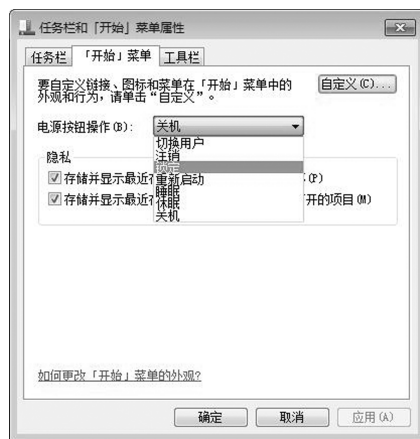 任务栏和「开始」菜单属性
任务栏 「开始」菜单 工具栏
要自定义链接、图标和菜单在「开始」菜单中的
外观和行为，请单击“自定义”。
自定义(C)...
电源按钮操作(B): 关机
切换用户
注销
锁定
重新启动
睡眠
休眠
关机
隐私
存储并显示最近 (P)
存储并显示最近 开的项目(M)
如何更改「开始」菜单的外观?
确定 取消 应用(A)